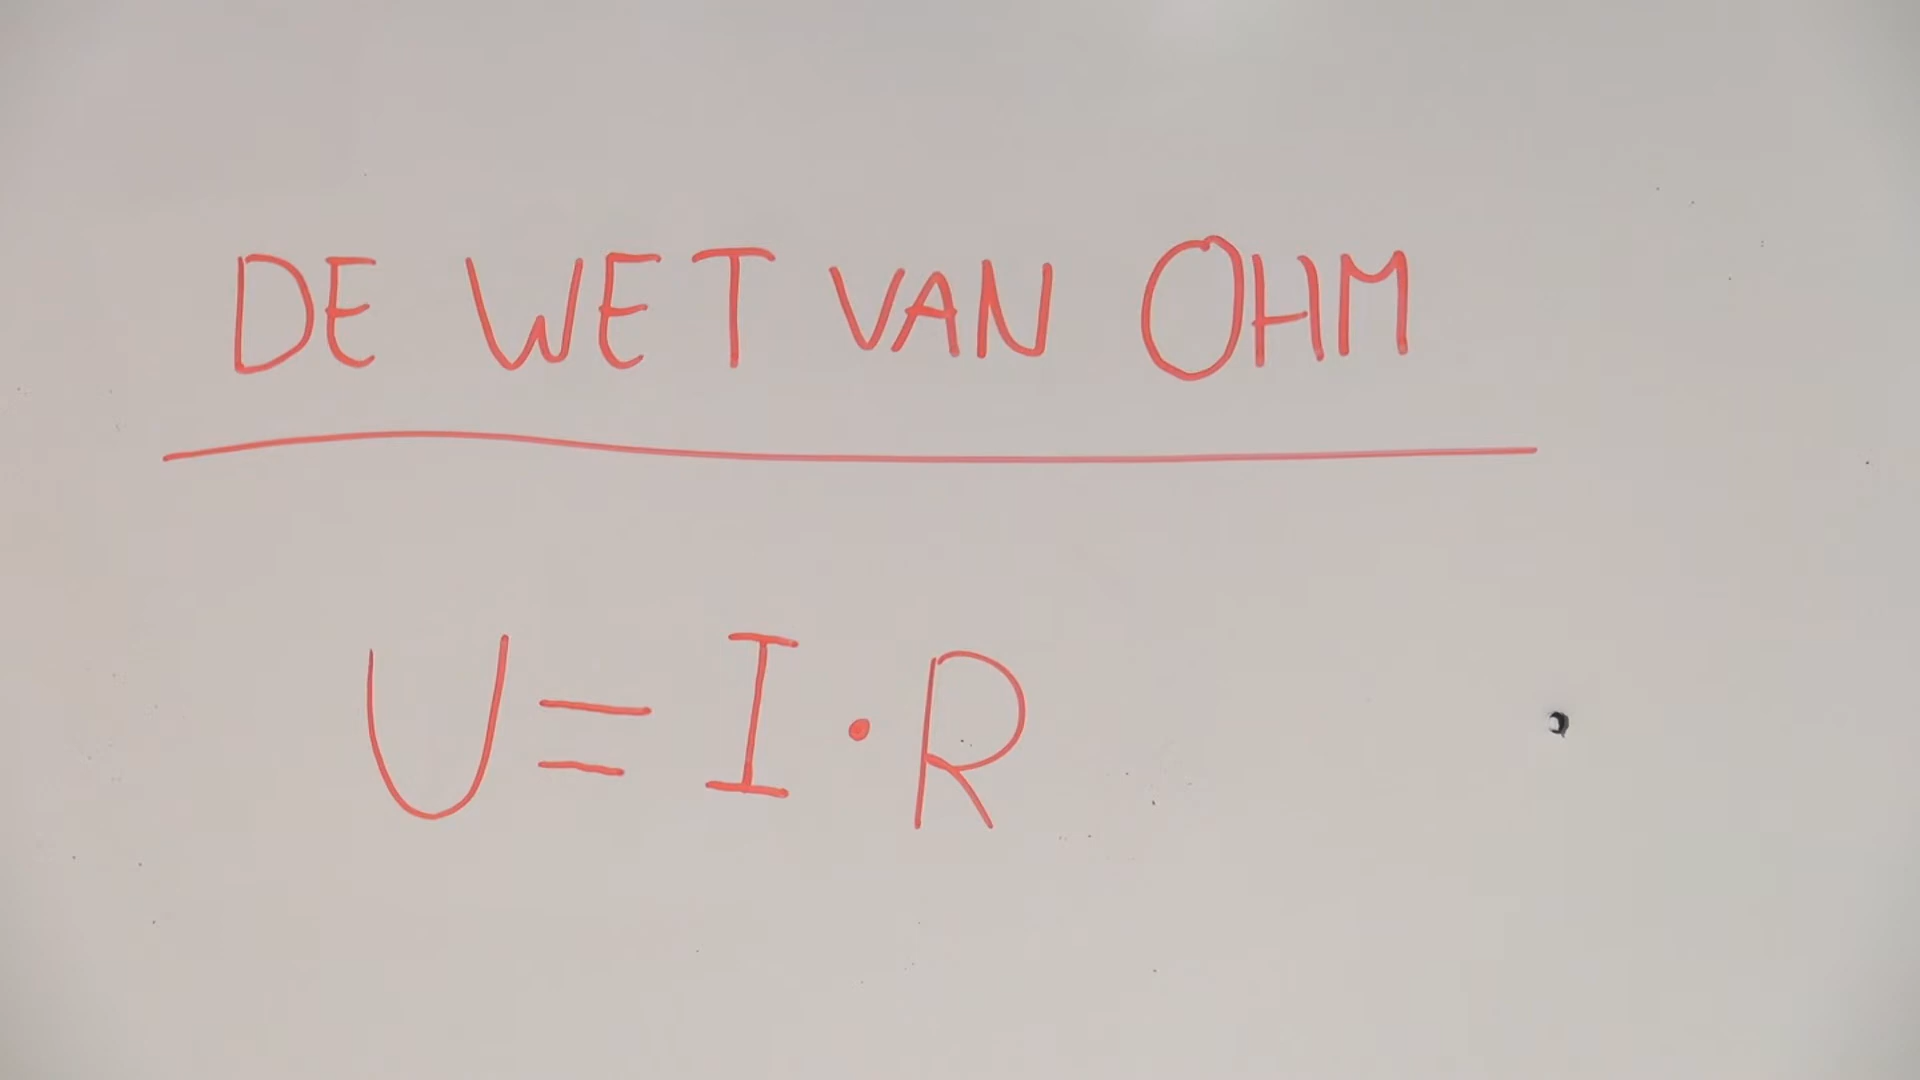 DE WET VAN OHM
U = I · R